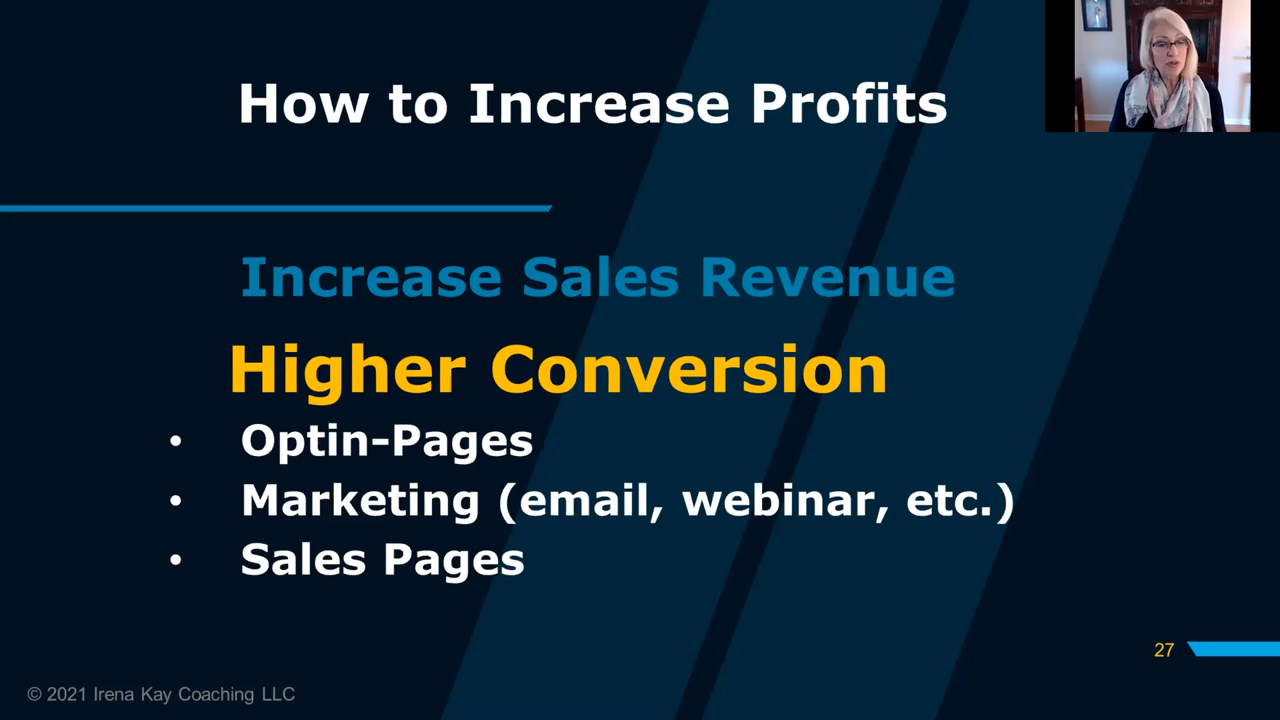 How to Increase Profits
Increase Sales Revenue
Higher Conversion
• Optin-Pages
• Marketing (email, webinar, etc.)
• Sales Pages
27
© 2021 Irena Kay Coaching LLC